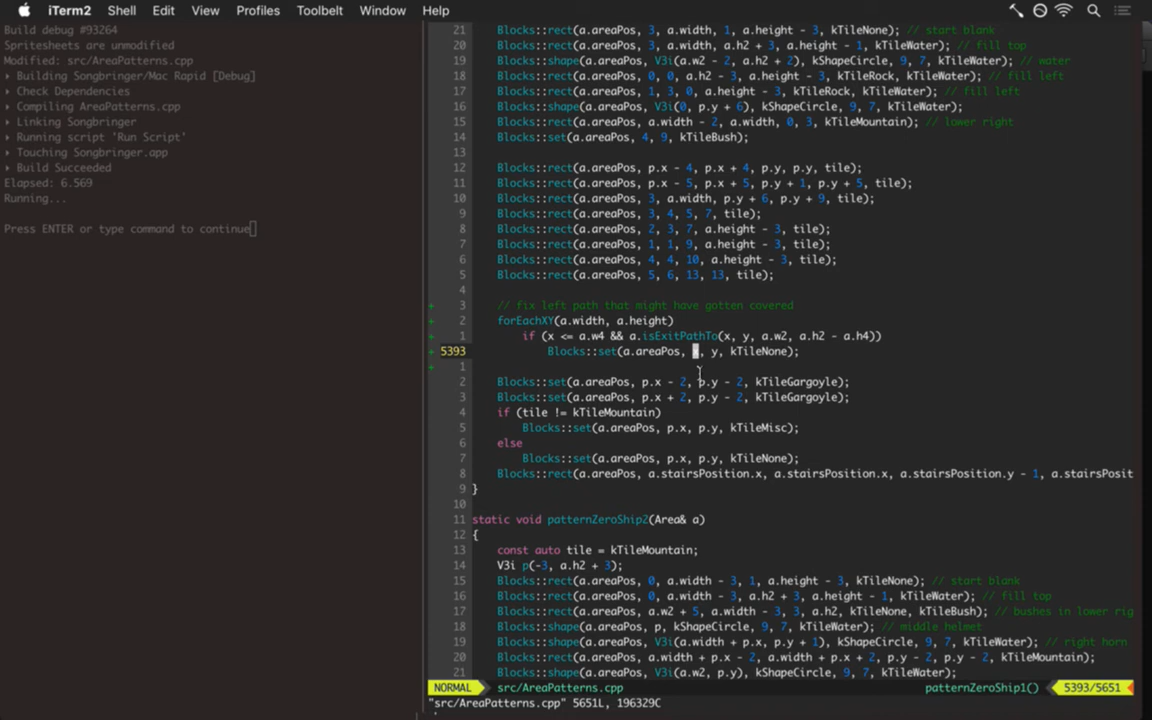 iTerm2 Shell Edit View Profiles Toolbelt Window Help
Build debug #93264
Spritesheets are unmodified
Modified: src/AreaPatterns.cpp
▸ Building Songbringer/Mac Rapid [Debug]
▸ Check Dependencies
▸ Compiling AreaPatterns.cpp
▸ Linking Songbringer
▸ Running script 'Run Script'
▸ Touching Songbringer.app
▸ Build Succeeded
Elapsed: 6.569
Running...
Press ENTER or type command to continue
21 Blocks::rect(a.areaPos, 3, a.width, 1, a.height - 3, kTileNone); // start blank
20 Blocks::rect(a.areaPos, 3, a.width, a.h2 + 3, a.height - 1, kTileWater); // fill top
19 Blocks::shape(a.areaPos, V3i(a.w2 - 2, a.h2 + 2), kShapeCircle, 9, 7, kTileWater); // water
18 Blocks::rect(a.areaPos, 0, 0, a.h2 - 3, a.height - 3, kTileRock, kTileWater); // fill left
17 Blocks::rect(a.areaPos, 1, 3, 0, a.height - 3, kTileRock, kTileWater); // fill left
16 Blocks::shape(a.areaPos, V3i(0, p.y + 6), kShapeCircle, 9, 7, kTileWater);
15 Blocks::rect(a.areaPos, a.width - 2, a.width, 0, 3, kTileMountain); // lower right
14 Blocks::set(a.areaPos, 4, 9, kTileBush);
13
12 Blocks::rect(a.areaPos, p.x - 4, p.x + 4, p.y, p.y, tile);
11 Blocks::rect(a.areaPos, p.x - 5, p.x + 5, p.y + 1, p.y + 5, tile);
10 Blocks::rect(a.areaPos, 3, a.width, p.y + 6, p.y + 9, tile);
9 Blocks::rect(a.areaPos, 3, 4, 5, 7, tile);
8 Blocks::rect(a.areaPos, 2, 3, 7, a.height - 3, tile);
7 Blocks::rect(a.areaPos, 1, 1, 9, a.height - 3, tile);
6 Blocks::rect(a.areaPos, 4, 4, 10, a.height - 3, tile);
5 Blocks::rect(a.areaPos, 5, 6, 13, 13, tile);
4
+ 3 // fix left path that might have gotten covered
+ 2 forEachXY(a.width, a.height)
+ 1 if (x <= a.w4 && a.isExitPathTo(x, y, a.w2, a.h2 - a.h4))
+ 5393 Blocks::set(a.areaPos, x, y, kTileNone);
+ 1
2 Blocks::set(a.areaPos, p.x - 2, p.y - 2, kTileGargoyle);
3 Blocks::set(a.areaPos, p.x + 2, p.y - 2, kTileGargoyle);
4 if (tile != kTileMountain)
5 Blocks::set(a.areaPos, p.x, p.y, kTileMisc);
6 else
7 Blocks::set(a.areaPos, p.x, p.y, kTileNone);
8 Blocks::rect(a.areaPos, a.stairsPosition.x, a.stairsPosition.x, a.stairsPosition.y - 1, a.stairsPosit
9 }
10
11 static void patternZeroShip2(Area& a)
12 {
13 const auto tile = kTileMountain;
14 V3i p(-3, a.h2 + 3);
15 Blocks::rect(a.areaPos, 0, a.width - 3, 1, a.height - 3, kTileNone); // start blank
16 Blocks::rect(a.areaPos, 0, a.width - 3, a.h2 + 3, a.height - 1, kTileWater); // fill top
17 Blocks::rect(a.areaPos, a.w2 + 5, a.width - 3, 3, a.h2, kTileNone, kTileBush); // bushes in lower rig
18 Blocks::shape(a.areaPos, p, kShapeCircle, 9, 7, kTileWater); // middle helmet
19 Blocks::shape(a.areaPos, V3i(a.width + p.x, p.y + 1), kShapeCircle, 9, 7, kTileWater); // right horn
20 Blocks::rect(a.areaPos, a.width + p.x - 2, a.width + p.x + 2, p.y - 2, p.y - 2, kTileMountain);
21 Blocks::shape(a.areaPos, V3i(a.w2, p.y), kShapeCircle, 9, 7, kTileWater);
NORMAL src/AreaPatterns.cpp patternZeroShip1() 5393/5651
"src/AreaPatterns.cpp" 5651L, 196329C